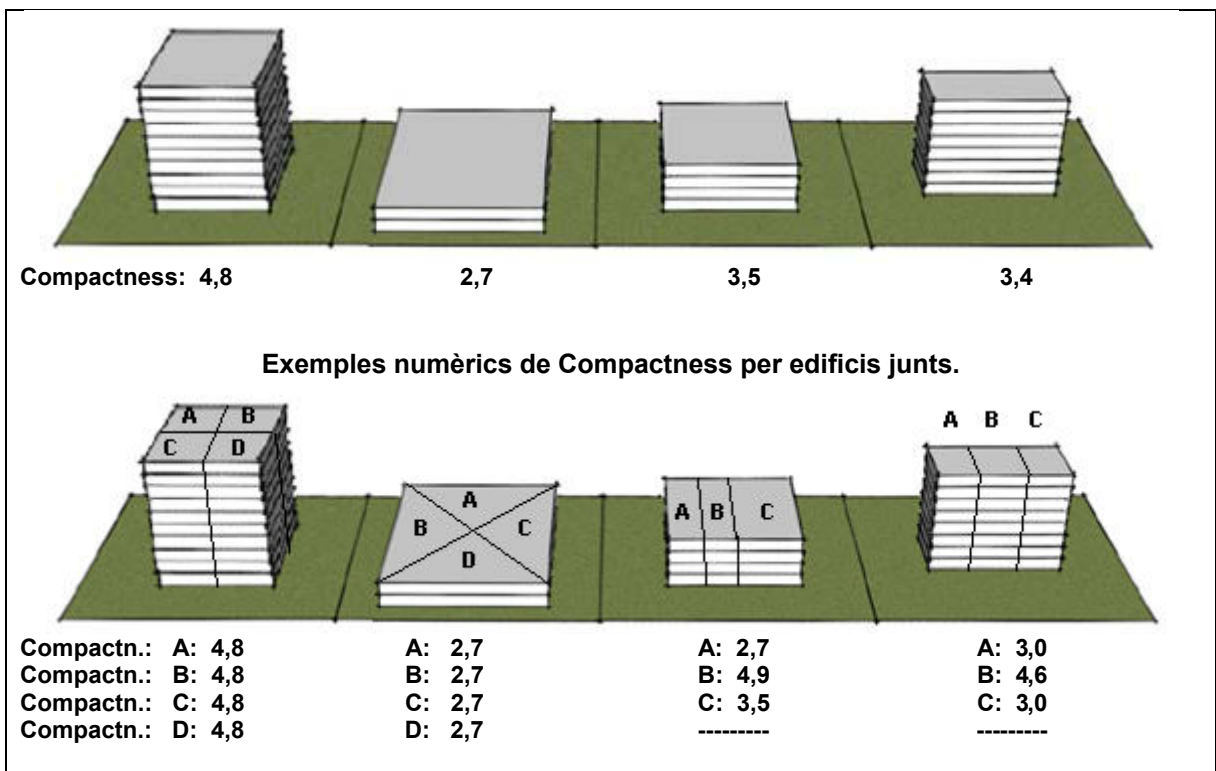 Compactness: 4,8 2,7 3,5 3,4
Exemples numèrics de Compactness per edificis junts.
A B
C D
A
B C
D
A B C
A B C
Compactn.: A: 4,8 A: 2,7 A: 2,7 A: 3,0
Compactn.: B: 4,8 B: 2,7 B: 4,9 B: 4,6
Compactn.: C: 4,8 C: 2,7 C: 3,5 C: 3,0
Compactn.: D: 4,8 D: 2,7 --------- ---------